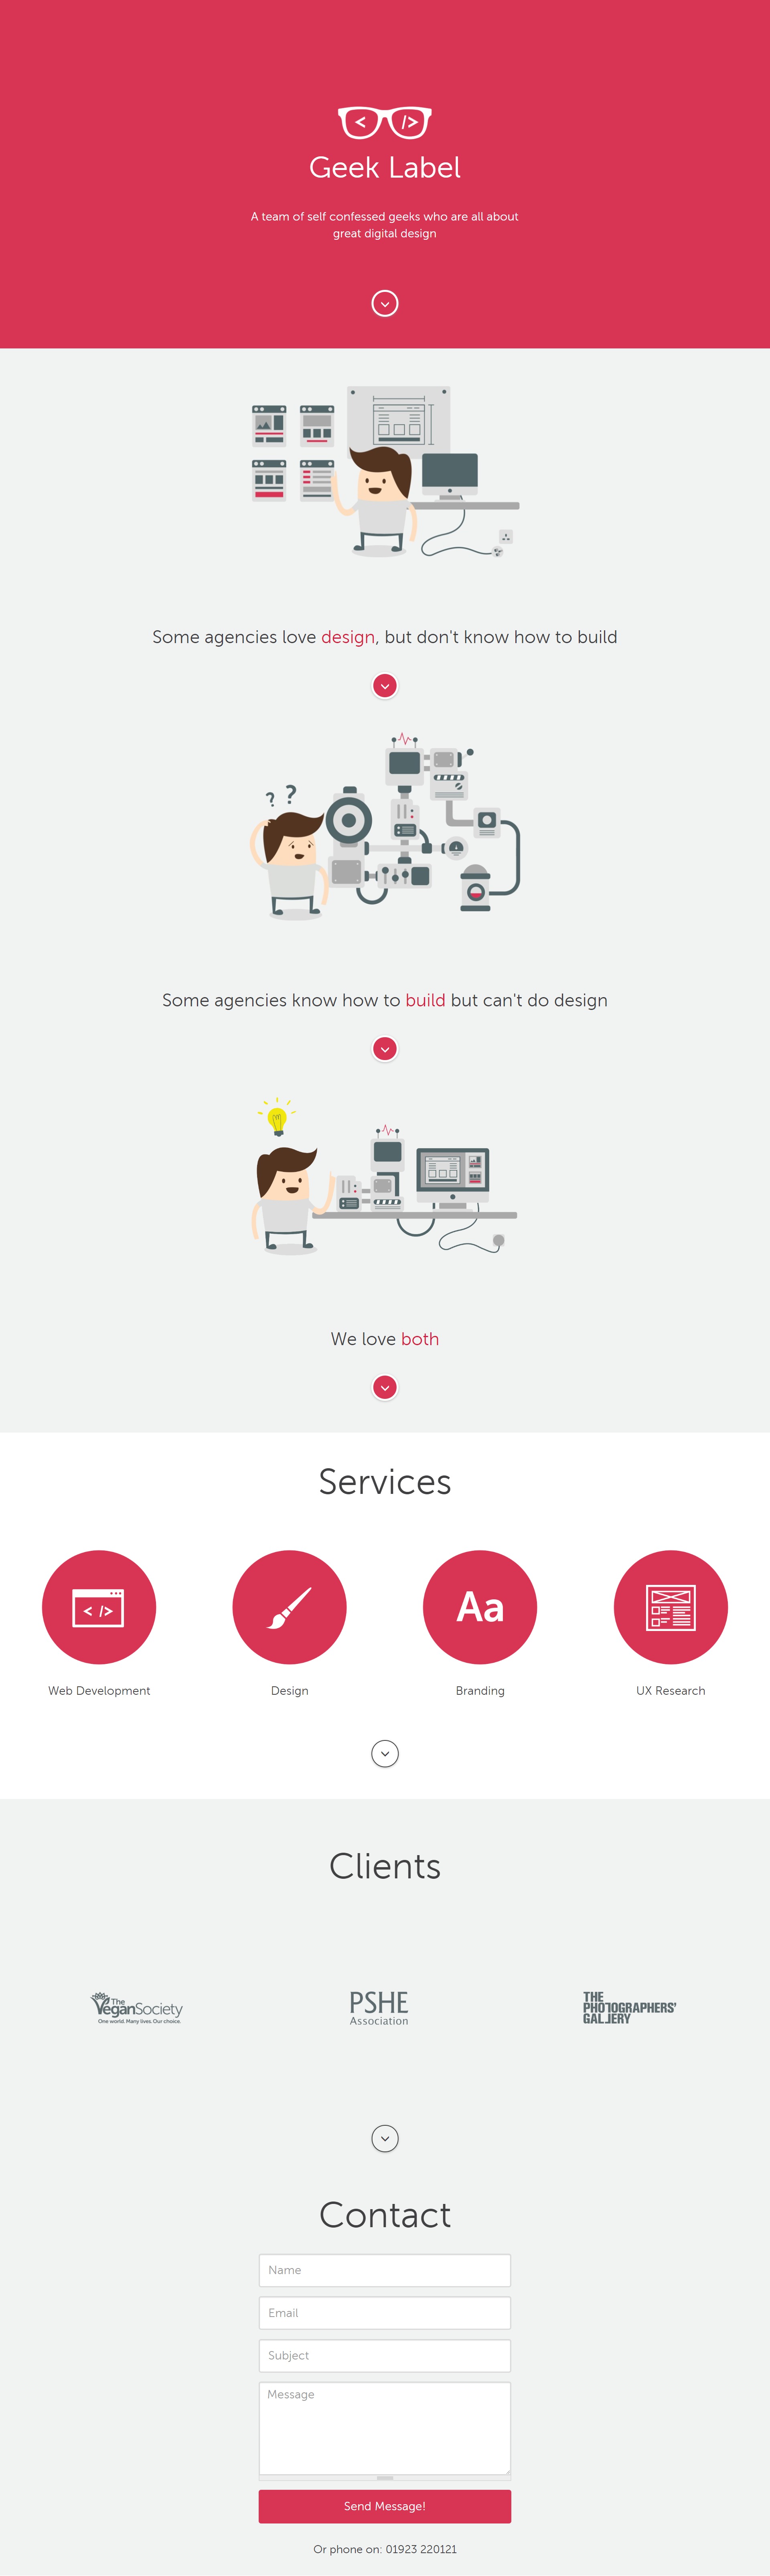 < />
Geek Label
A team of self confessed geeks who are all about
great digital design
Some agencies love design, but don't know how to build
? ?
Some agencies know how to build but can't do design
We love both
Services
< />
Aa
Web Development
Design
Branding
UX Research
Clients
The
VeganSociety
One world. Many lives. Our choice.
PSHE
Association
THE
PHOTOGRAPHERS'
GALLERY
Contact
Name
Email
Subject
Message
Send Message!
Or phone on: 01923 220121